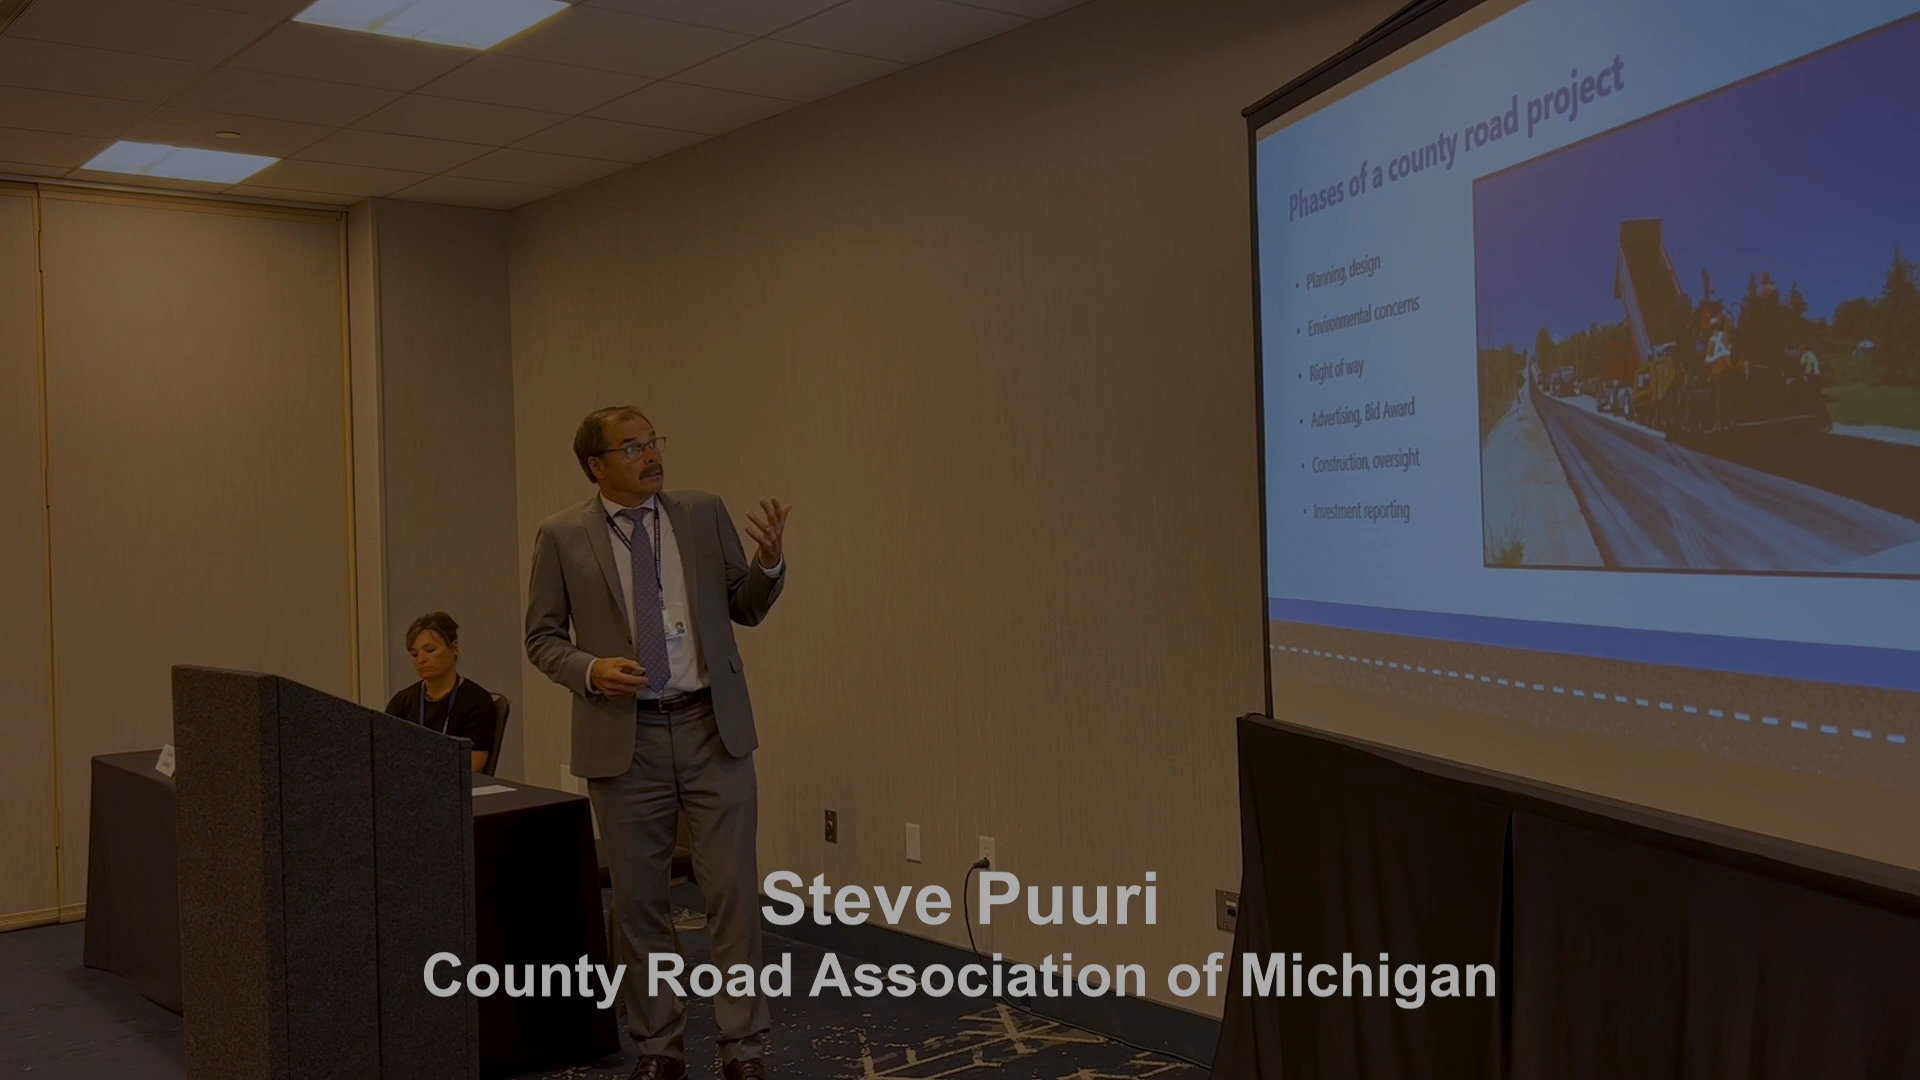 Phases of a county road project
• Planning, design
• Environmental concerns
• Right of way
• Advertising, Bid Award
• Construction, oversight
• Investment reporting
Steve Puuri
County Road Association of Michigan